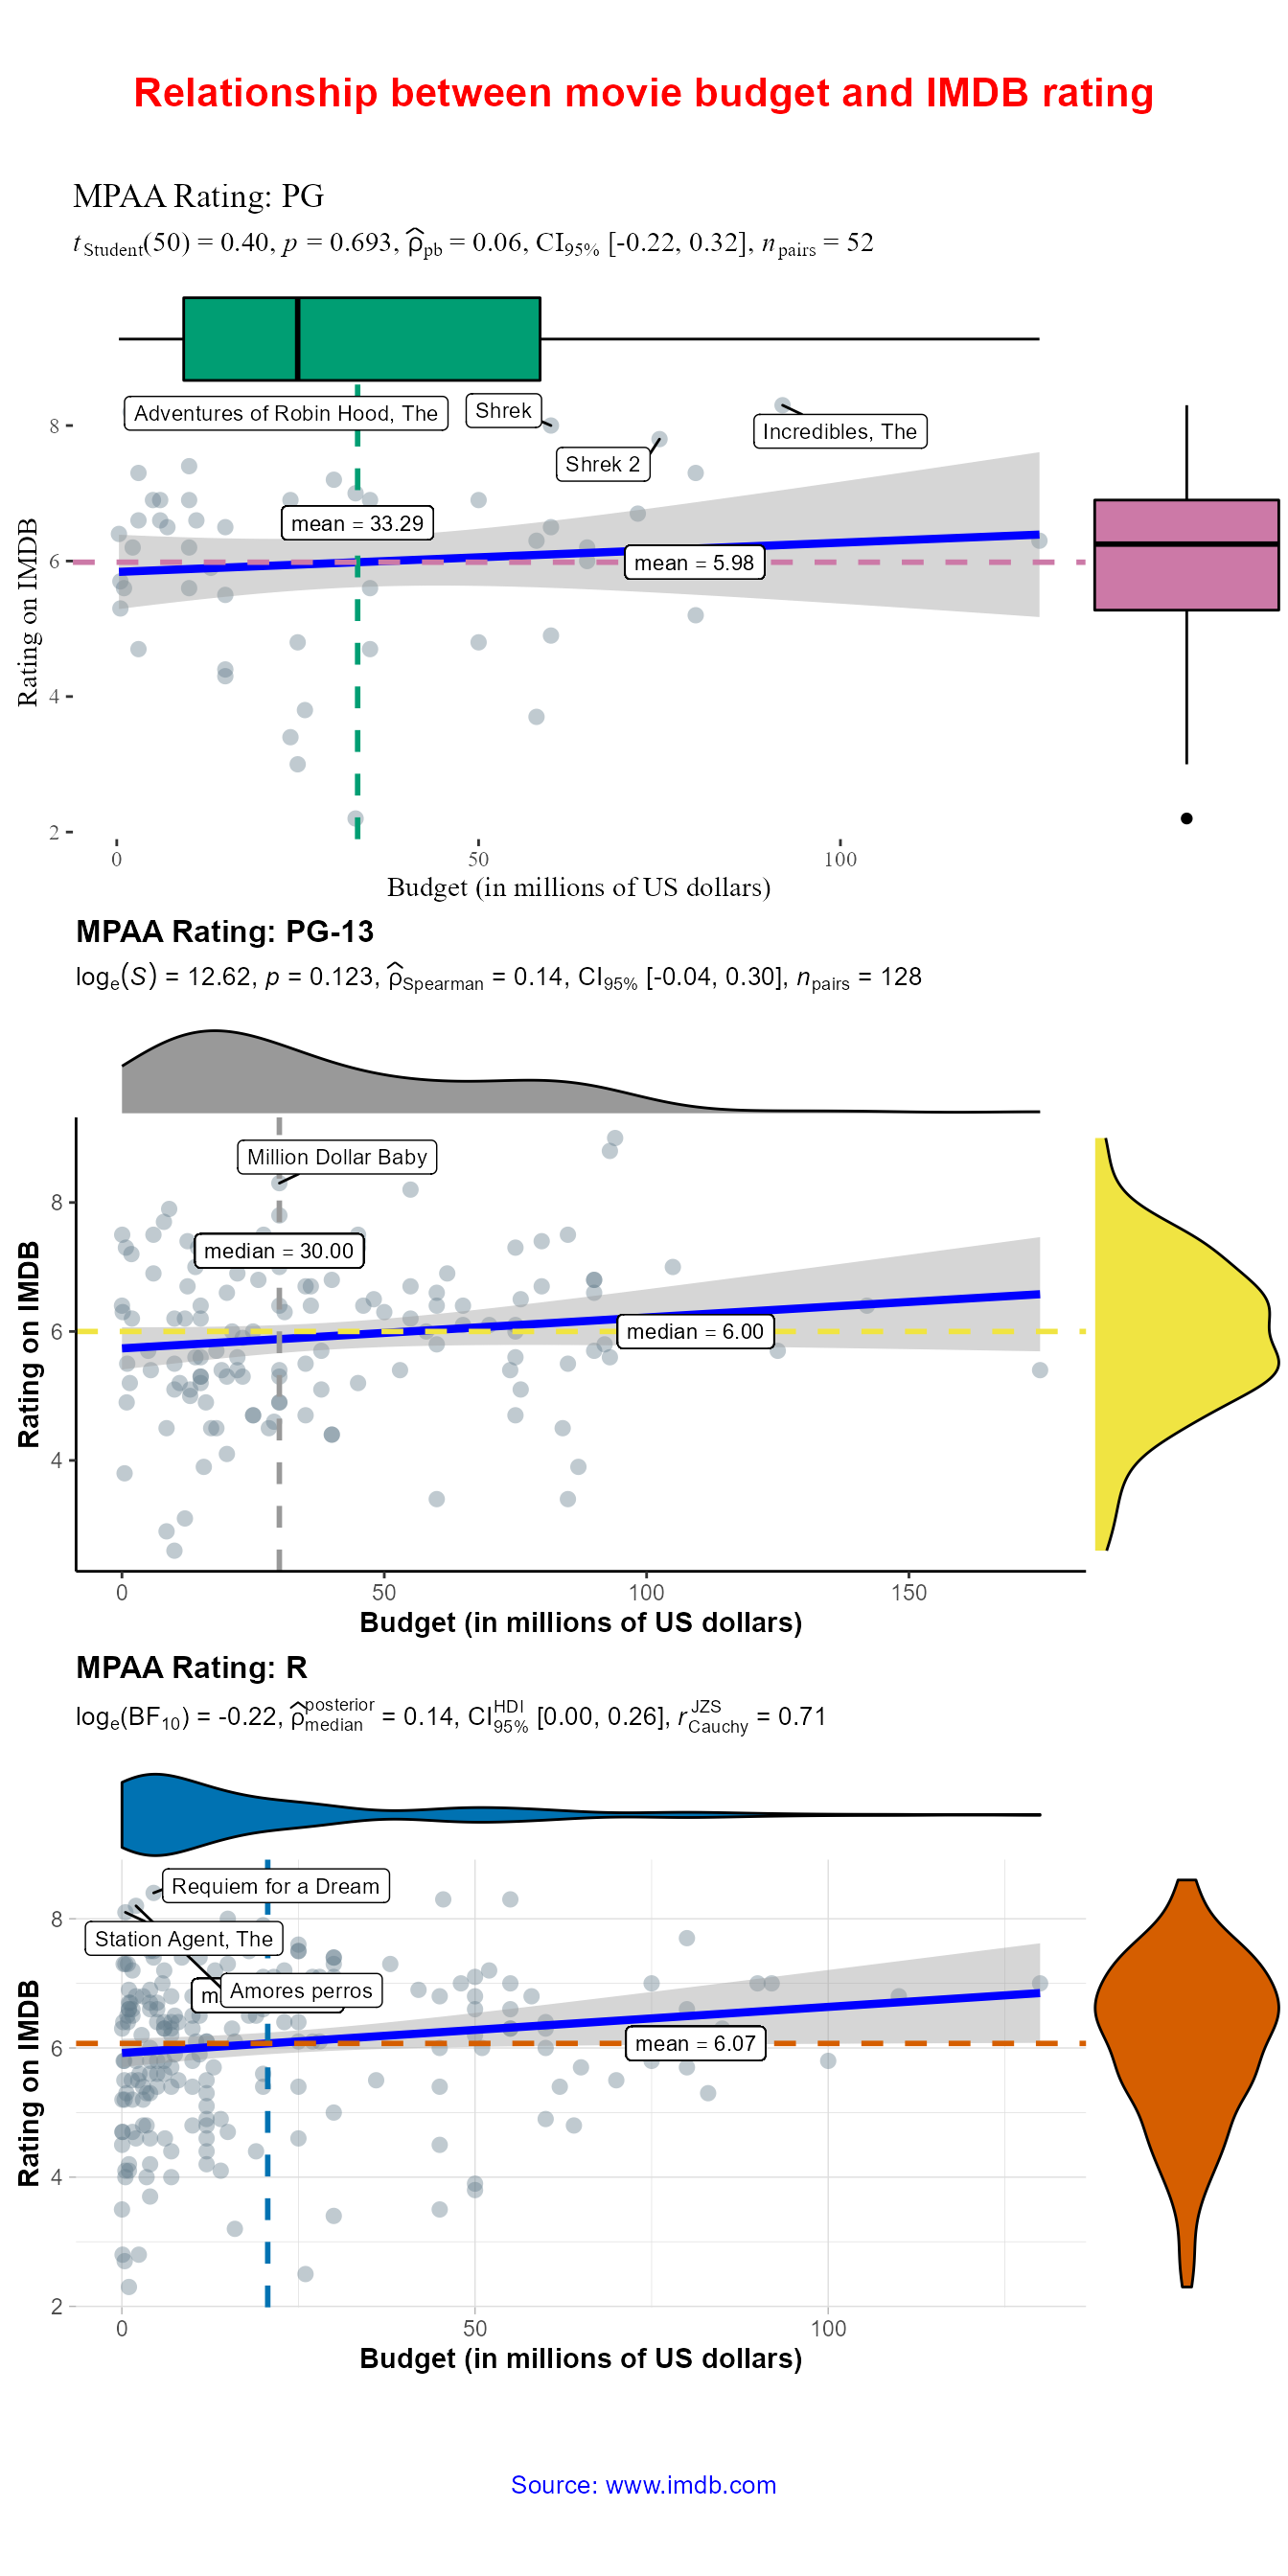 Relationship between movie budget and IMDB rating
MPAA Rating: PG
t Student(50) = 0.40, p = 0.693, ρ̂pb = 0.06, CI95% [-0.22, 0.32], npairs = 52
Adventures of Robin Hood, The
Shrek
Incredibles, The
Shrek 2
mean = 33.29
mean = 5.98
8
6
4
2
Rating on IMDB
0 50 100
Budget (in millions of US dollars)
MPAA Rating: PG-13
loge(S) = 12.62, p = 0.123, ρ̂Spearman = 0.14, CI95% [-0.04, 0.30], npairs = 128
Million Dollar Baby
median = 30.00
median = 6.00
8
6
4
Rating on IMDB
0 50 100 150
Budget (in millions of US dollars)
MPAA Rating: R
loge(BF10) = -0.22, ρ̂ posterior median = 0.14, CI HDI 95% [0.00, 0.26], r JZS Cauchy = 0.71
Requiem for a Dream
Station Agent, The
Amores perros
mean = 6.07
8
6
4
2
Rating on IMDB
0 50 100
Budget (in millions of US dollars)
Source: www.imdb.com